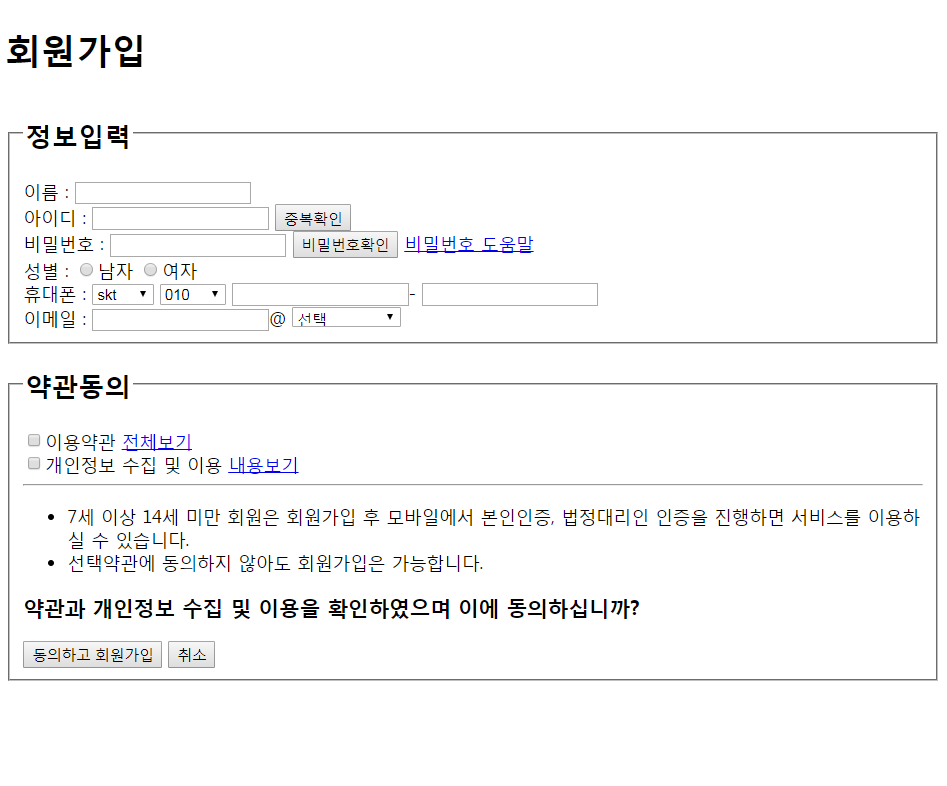 회원가입
정보입력
이름 :
아이디 : 중복확인
비밀번호 : 비밀번호확인 비밀번호 도움말
성별 : 남자 여자
휴대폰 : skt 010 -
이메일 : @ 선택
약관동의
이용약관 전체보기
개인정보 수집 및 이용 내용보기
• 7세 이상 14세 미만 회원은 회원가입 후 모바일에서 본인인증, 법정대리인 인증을 진행하면 서비스를 이용하
실 수 있습니다.
• 선택약관에 동의하지 않아도 회원가입은 가능합니다.
약관과 개인정보 수집 및 이용을 확인하였으며 이에 동의하십니까?
동의하고 회원가입 취소